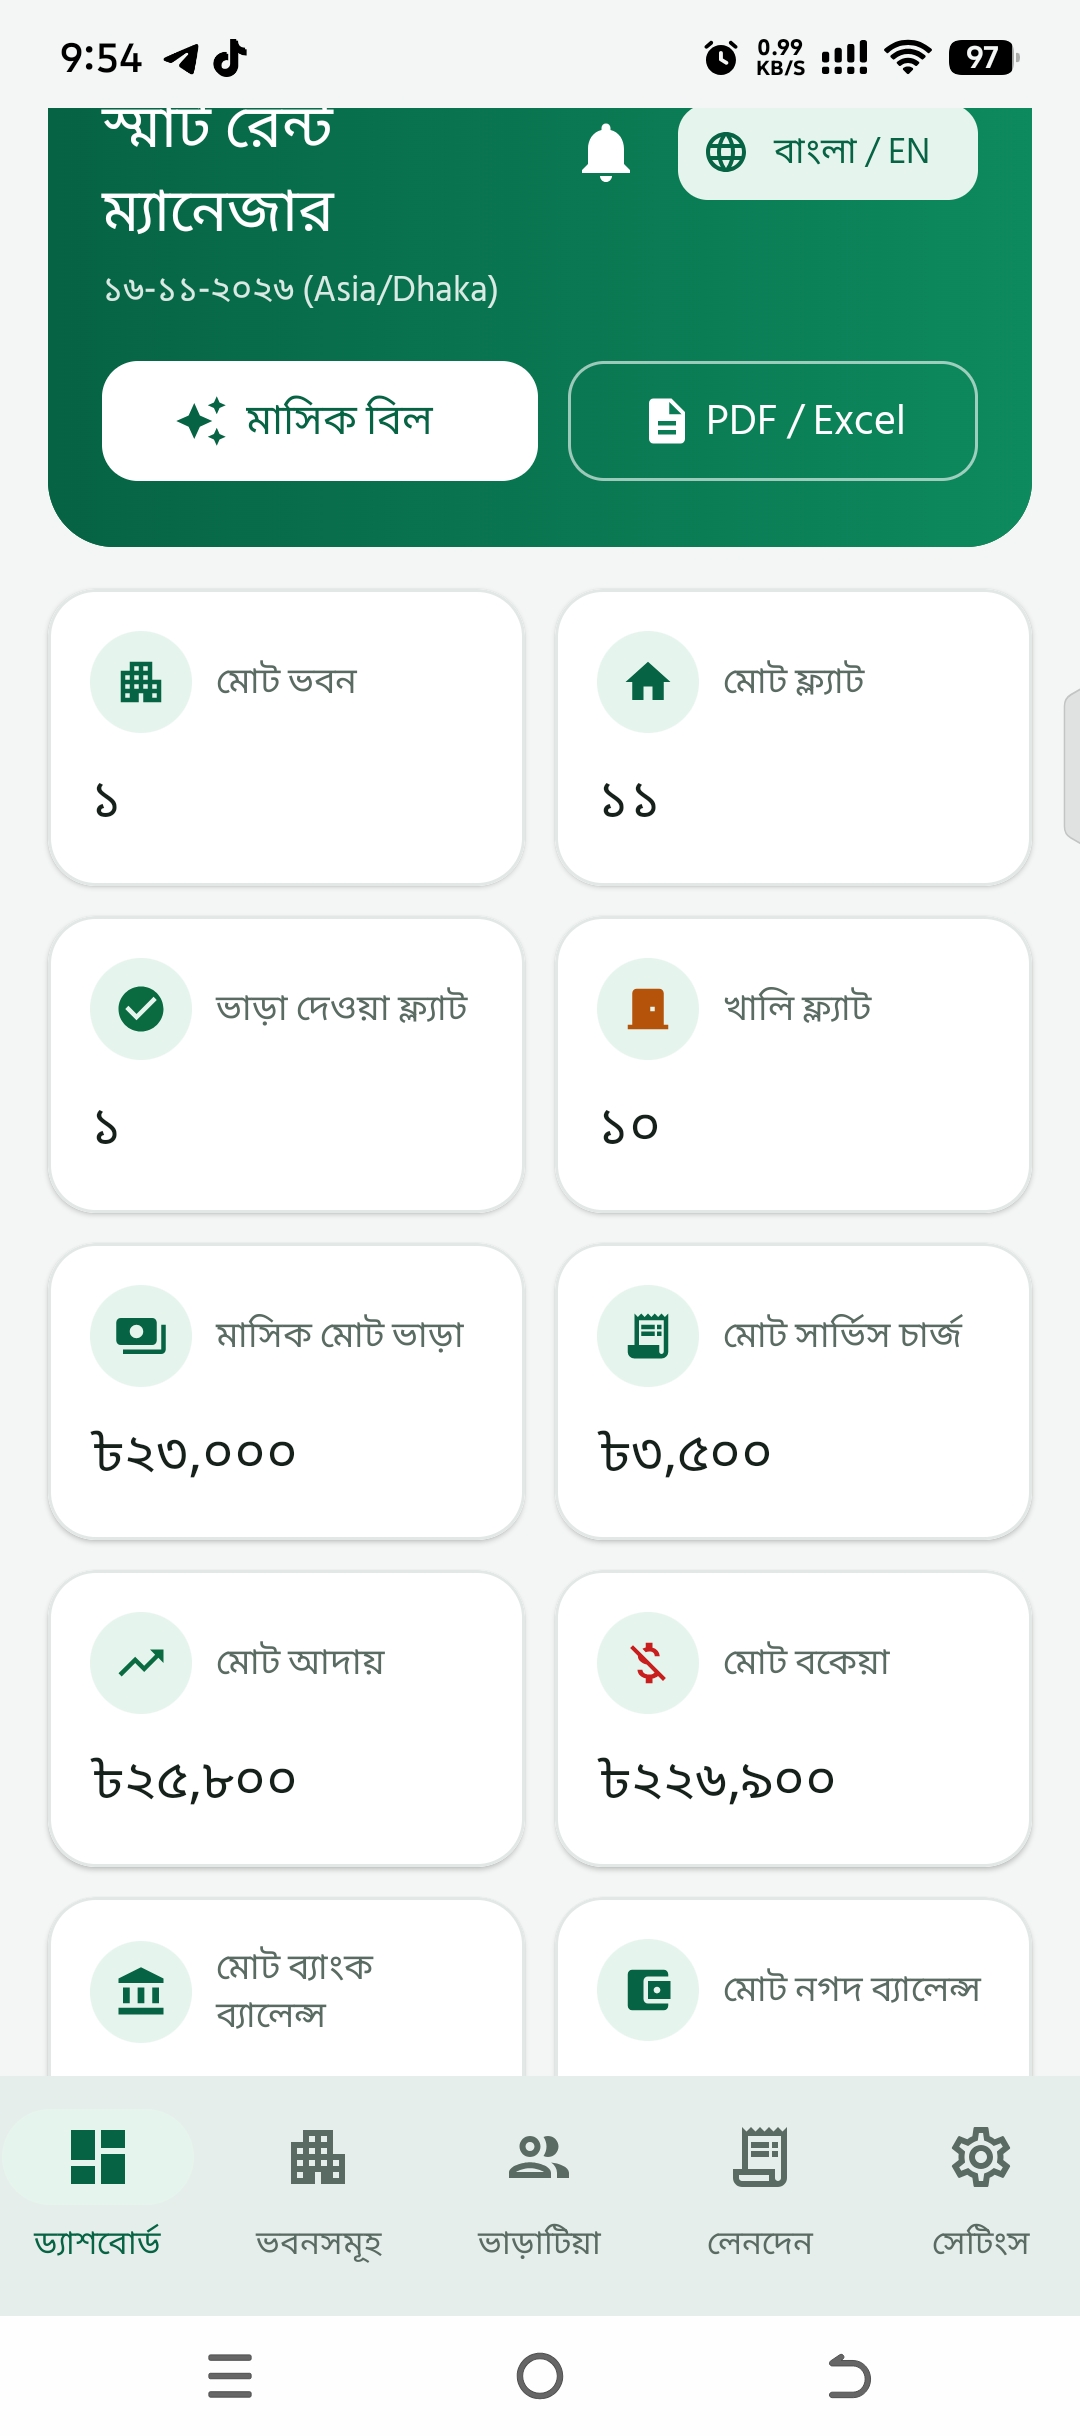 9:54
0.99
KB/S
97
স্মার্ট রেন্ট
ম্যানেজার
বাংলা / EN
১৬-১১-২০২৬ (Asia/Dhaka)
মাসিক বিল
PDF / Excel
মোট ভবন
১
মোট ফ্ল্যাট
১১
ভাড়া দেওয়া ফ্ল্যাট
১
খালি ফ্ল্যাট
১০
মাসিক মোট ভাড়া
৳২৩,০০০
মোট সার্ভিস চার্জ
৳৩,৫০০
মোট আদায়
৳২৫,৮০০
মোট বকেয়া
৳২২৬,৯০০
মোট ব্যাংক
ব্যালেন্স
মোট নগদ ব্যালেন্স
ড্যাশবোর্ড
ভবনসমূহ
ভাড়াটিয়া
লেনদেন
সেটিংস